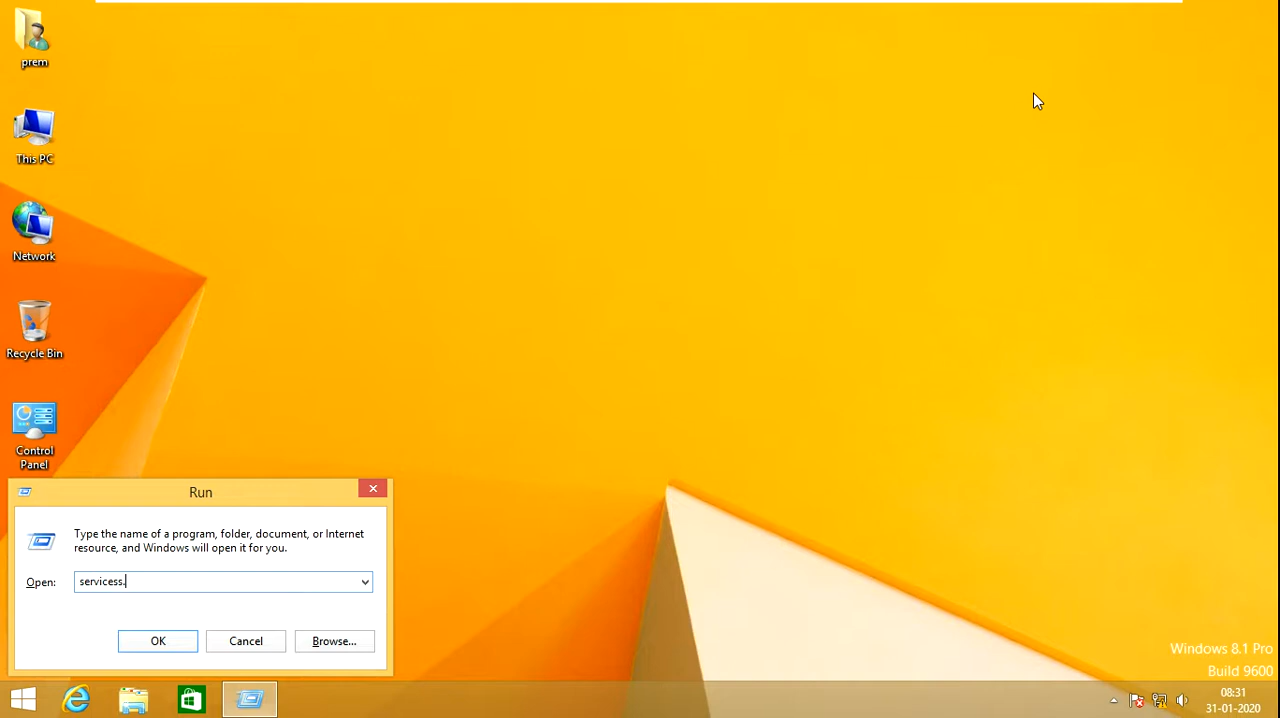 prem
This PC
Network
Recycle Bin
Control
Panel
Run
Type the name of a program, folder, document, or Internet
resource, and Windows will open it for you.
Open:
servicess.
OK
Cancel
Browse...
Windows 8.1 Pro
Build 9600
08:31
31-01-2020